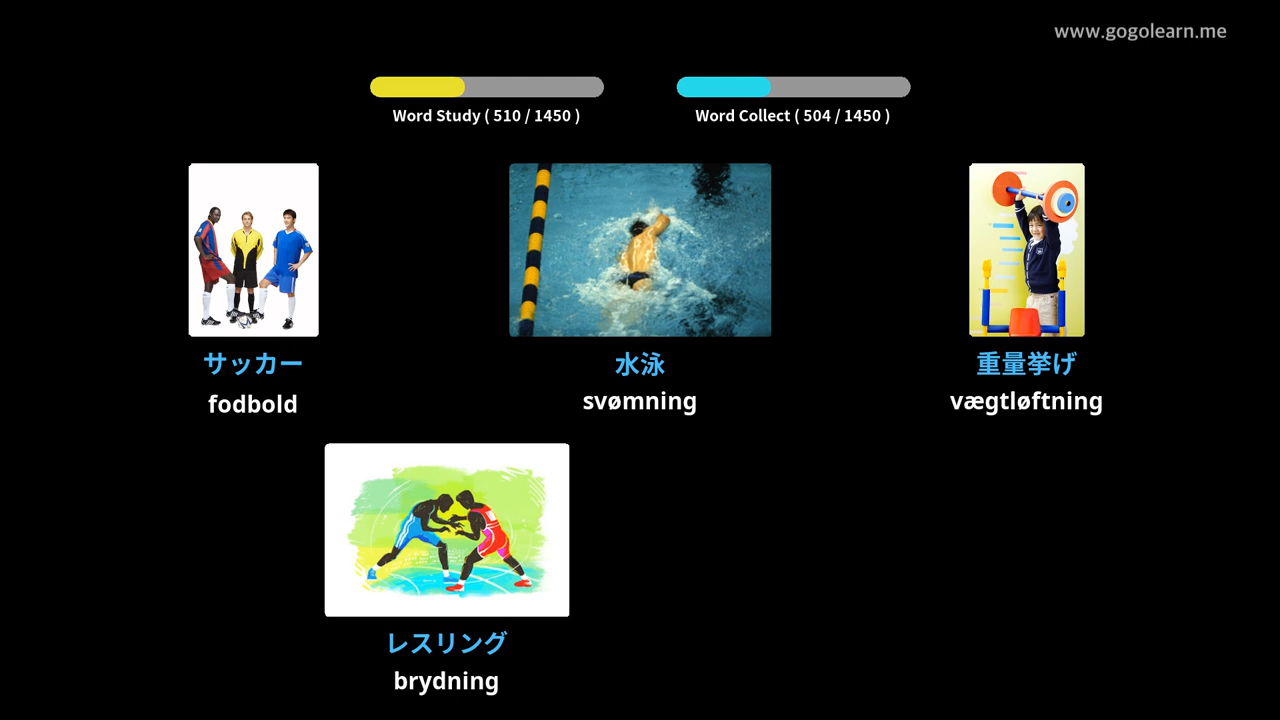 www.gogolearn.me
Word Study ( 510 / 1450 )
Word Collect ( 504 / 1450 )
サッカー
fodbold
水泳
svømning
重量挙げ
vægtløftning
レスリング
brydning